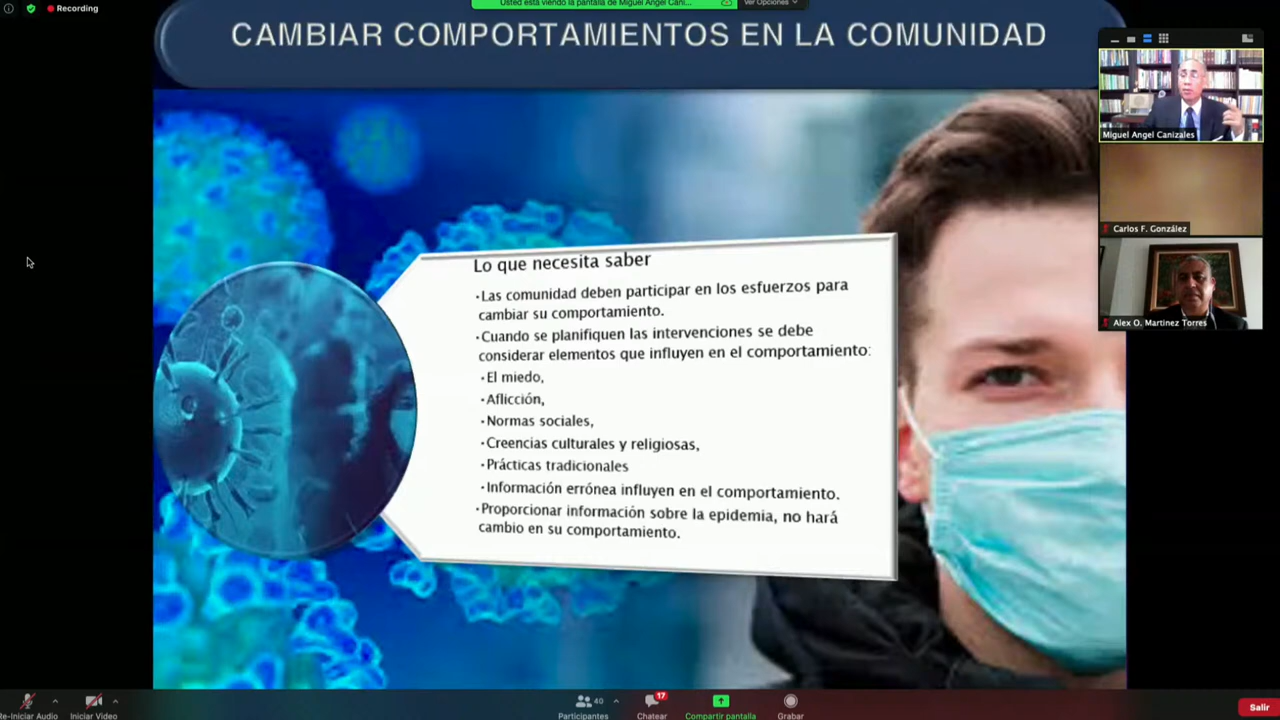 Recording
Usted está viendo la pantalla de Miguel Angel Cani...
Ver Opciones
CAMBIAR COMPORTAMIENTOS EN LA COMUNIDAD
Miguel Angel Canizales
Carlos F. González
Alex O. Martinez Torres
Lo que necesita saber
•Las comunidad deben participar en los esfuerzos para
cambiar su comportamiento.
•Cuando se planifiquen las intervenciones se debe
considerar elementos que influyen en el comportamiento:
•El miedo,
•Aflicción,
•Normas sociales,
•Creencias culturales y religiosas,
•Prácticas tradicionales
•Información errónea influyen en el comportamiento.
•Proporcionar información sobre la epidemia, no hará
cambio en su comportamiento.
Re-Iniciar Audio
Iniciar Video
40
Participantes
17
Chatear
Compartir pantalla
Grabar
Salir